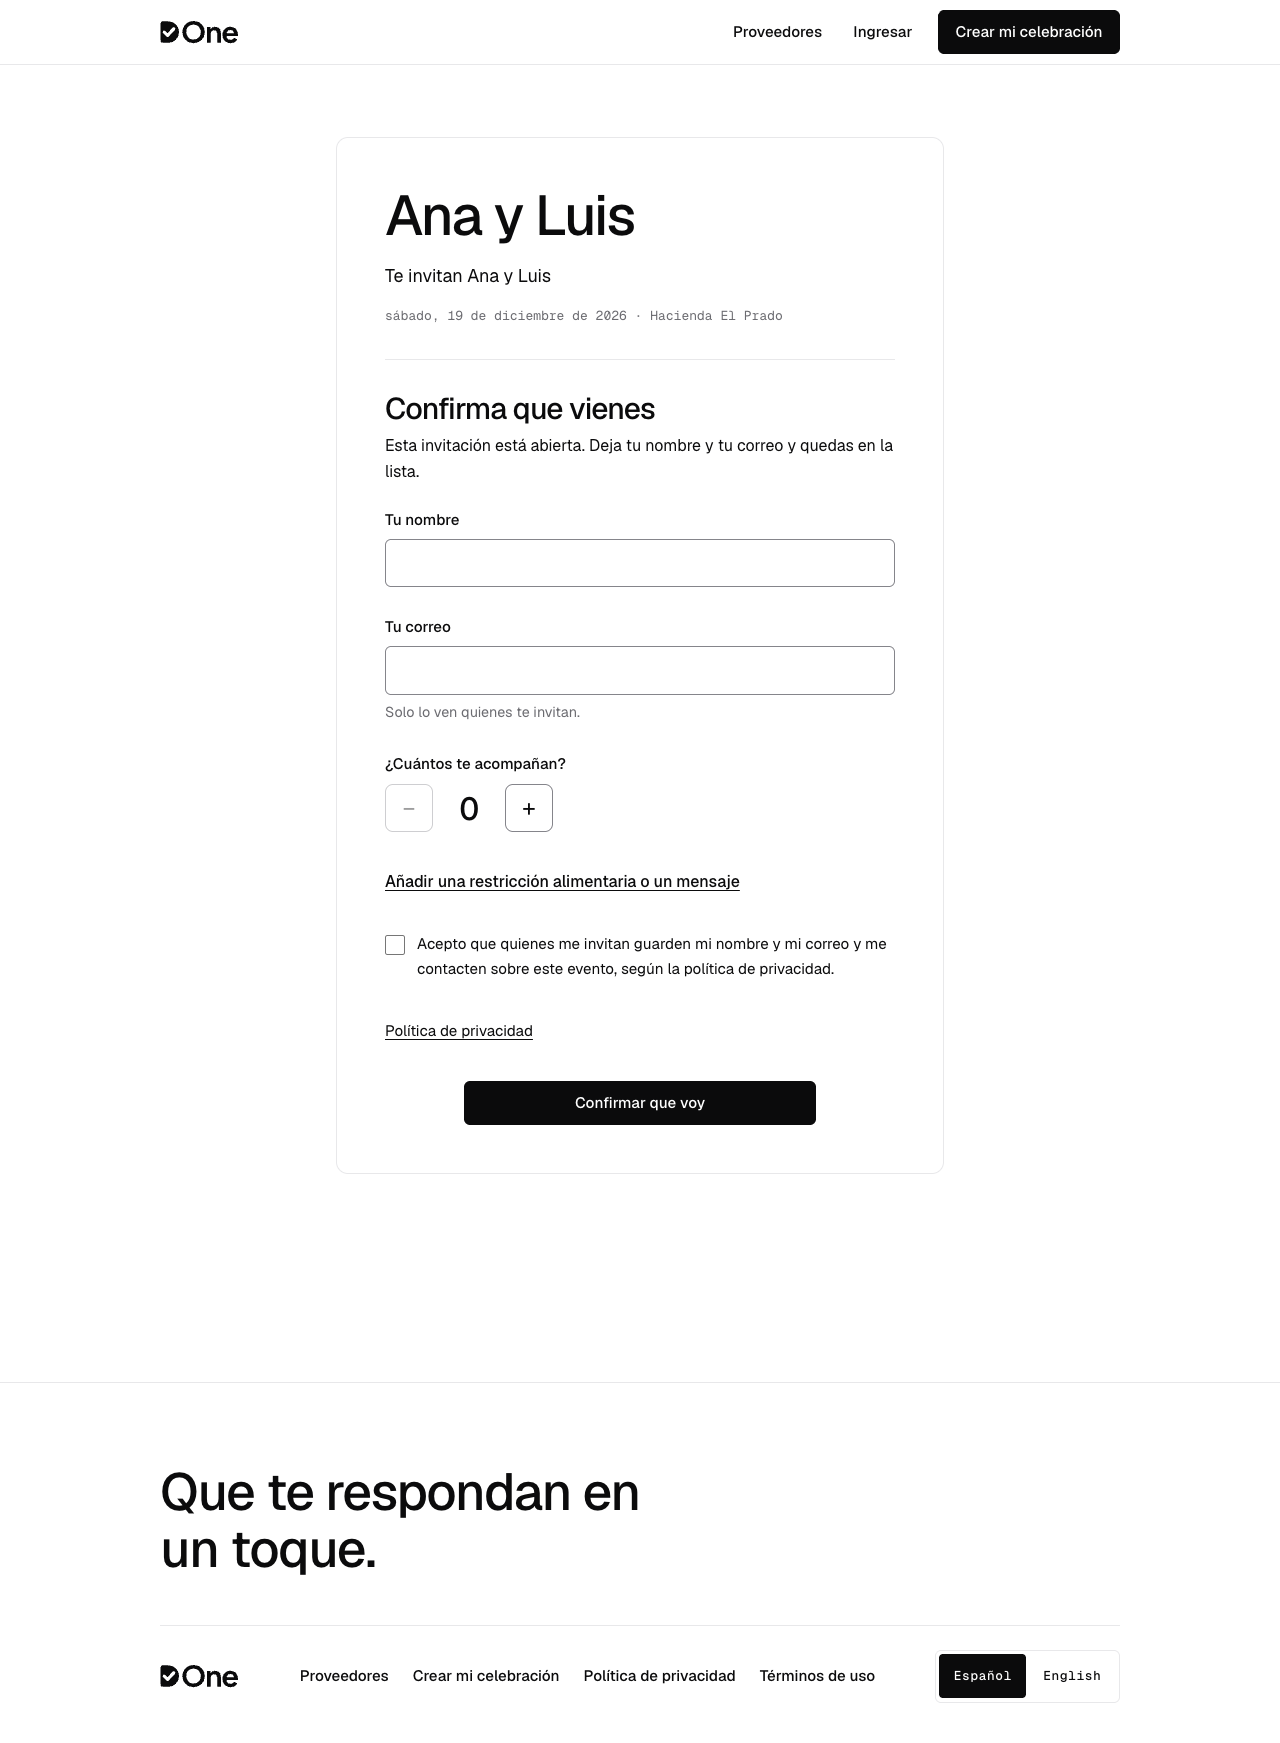 One
Proveedores
Ingresar
Crear mi celebración
Ana y Luis
Te invitan Ana y Luis
sábado, 19 de diciembre de 2026 · Hacienda El Prado
Confirma que vienes
Esta invitación está abierta. Deja tu nombre y tu correo y quedas en la
lista.
Tu nombre
Tu correo
Solo lo ven quienes te invitan.
¿Cuántos te acompañan?
− 0 +
Añadir una restricción alimentaria o un mensaje
Acepto que quienes me invitan guarden mi nombre y mi correo y me
contacten sobre este evento, según la política de privacidad.
Política de privacidad
Confirmar que voy
Que te respondan en
un toque.
One
Proveedores
Crear mi celebración
Política de privacidad
Términos de uso
Español
English